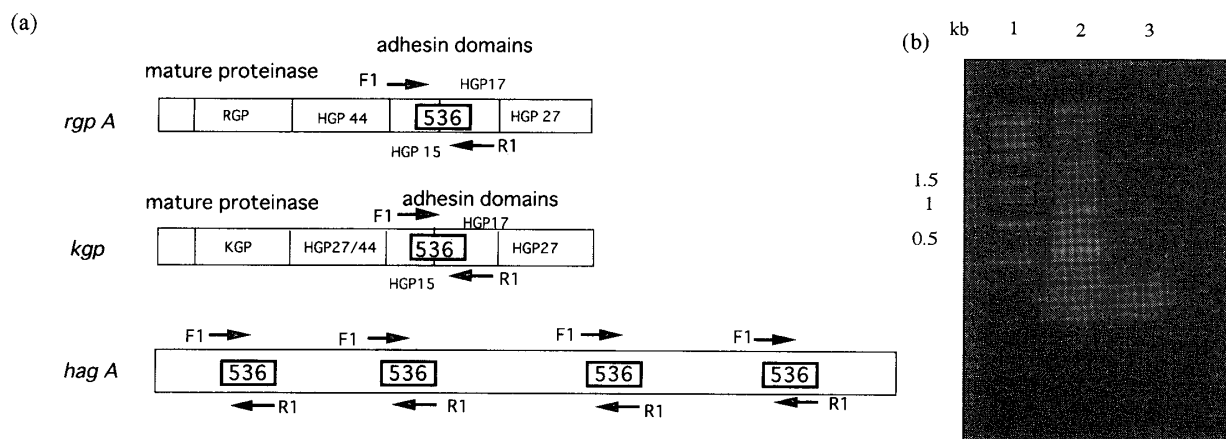 (a)
adhesin domains
mature proteinase
F1
HGP17
rgp A
RGP
HGP 44
536
HGP 27
HGP 15
R1
mature proteinase
adhesin domains
F1
HGP17
kgp
KGP
HGP27/44
536
HGP27
HGP15
R1
F1
F1
F1
F1
hag A
536
536
536
536
R1
R1
R1
R1
(b)
kb
1
2
3
1.5
1
0.5